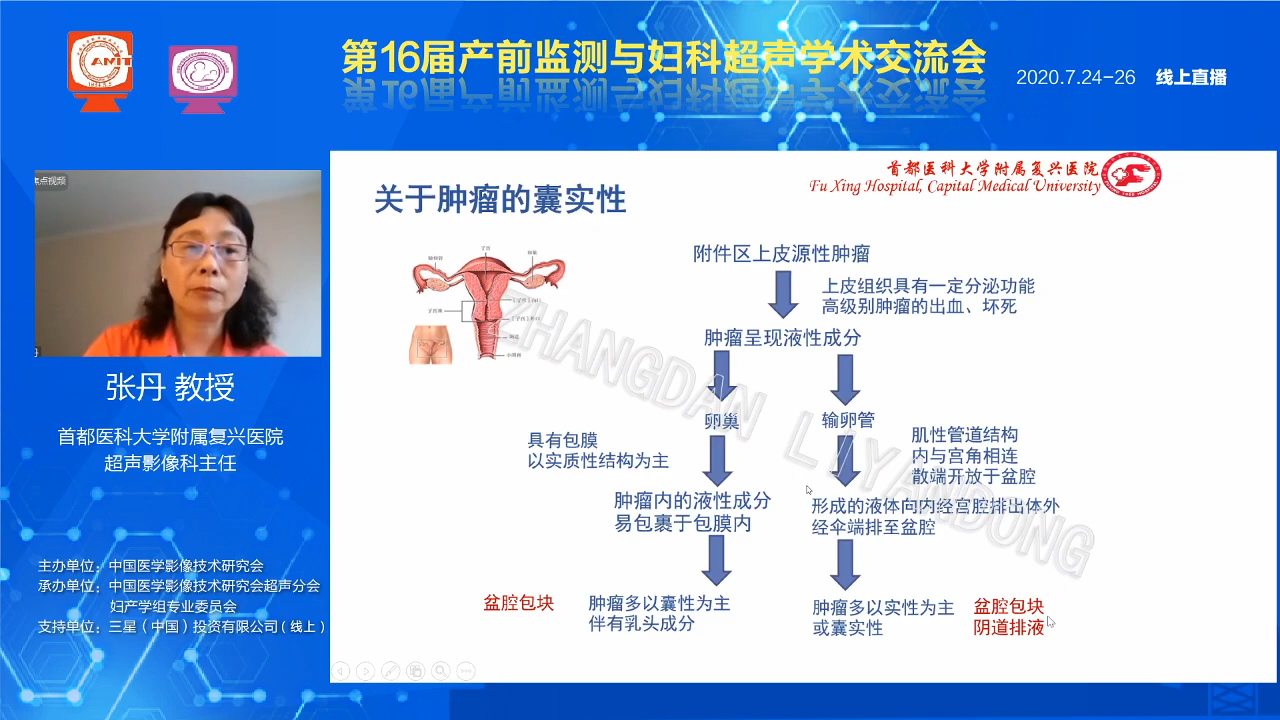 第16届产前监测与妇科超声学术交流会
2020.7.24-26 线上直播
焦点视频
张丹 教授
首都医科大学附属复兴医院
超声影像科主任
主办单位：中国医学影像技术研究会
承办单位：中国医学影像技术研究会超声分会
妇产学组专业委员会
支持单位：三星（中国）投资有限公司（线上）
首都医科大学附属复兴医院
Fu Xing Hospital, Capital Medical University
关于肿瘤的囊实性
附件区上皮源性肿瘤
上皮组织具有一定分泌功能
高级别肿瘤的出血、坏死
肿瘤呈现液性成分
卵巢
输卵管
具有包膜
以实质性结构为主
肌性管道结构
内与宫角相连
散端开放于盆腔
肿瘤内的液性成分
易包裹于包膜内
形成的液体向内经宫腔排出体外
经伞端排至盆腔
盆腔包块
肿瘤多以囊性为主
伴有乳头成分
肿瘤多以实性为主
或囊实性
盆腔包块
阴道排液
ZHANGDAN LIYANDONG